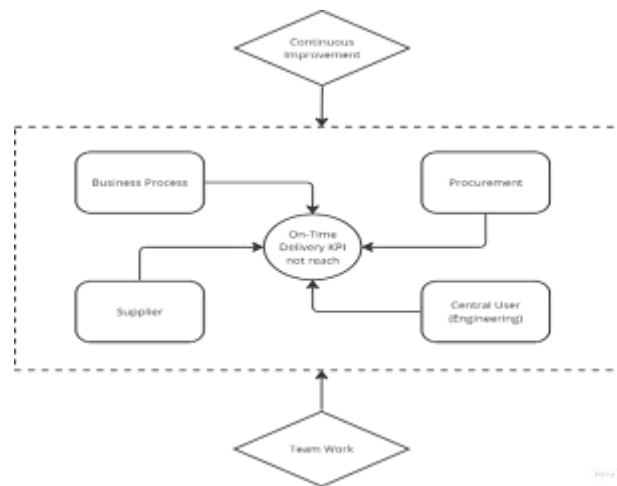 Continuous
Improvement
Business Process
Procurement
On-Time
Delivery KPI
not reach
Supplier
Central User
(Engineering)
Team Work